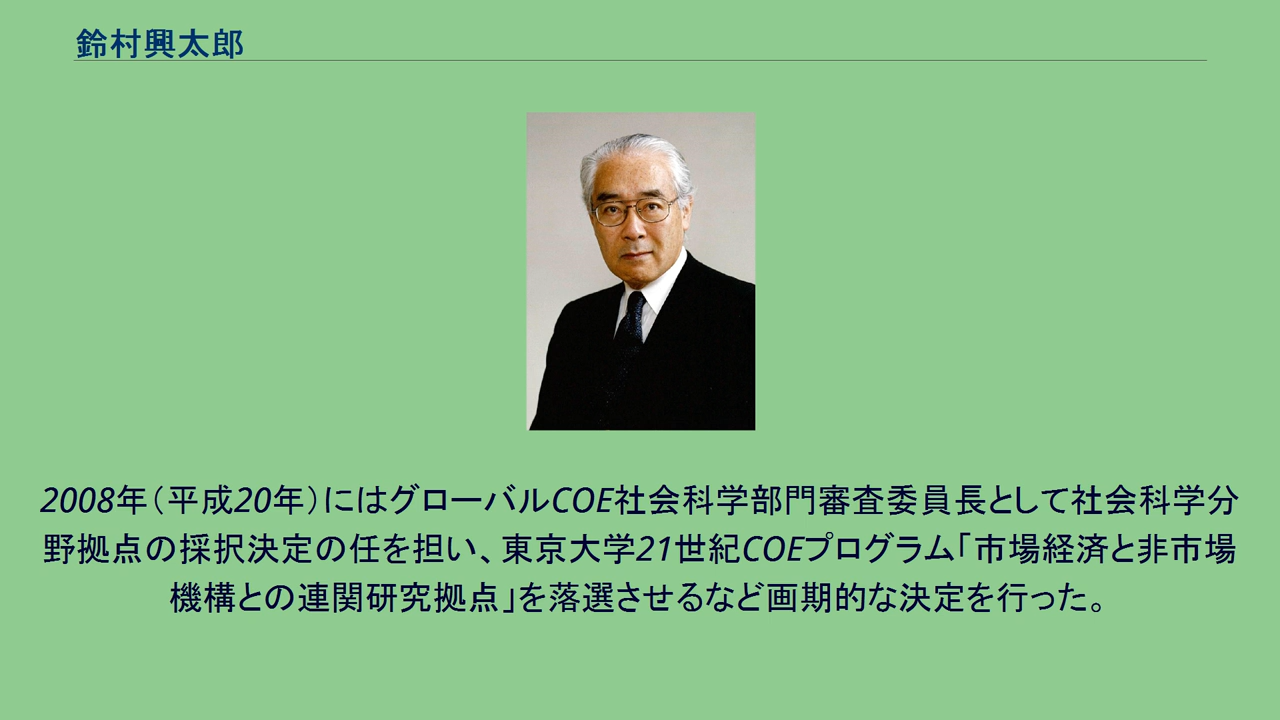 鈴村興太郎
2008年（平成20年）にはグローバルCOE社会科学部門審査委員長として社会科学分
野拠点の採択決定の任を担い、東京大学21世紀COEプログラム｢市場経済と非市場
機構との連関研究拠点｣を落選させるなど画期的な決定を行った。